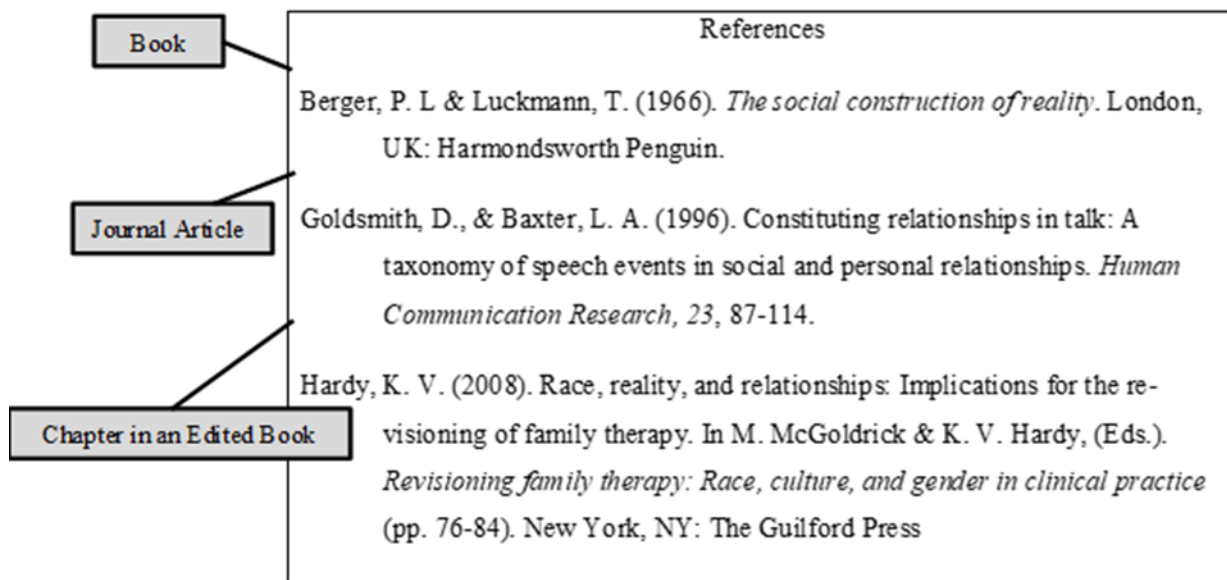 References
Book
Berger, P. L & Luckmann, T. (1966). The social construction of reality. London,
UK: Harmondsworth Penguin.
Journal Article
Goldsmith, D., & Baxter, L. A. (1996). Constituting relationships in talk: A
taxonomy of speech events in social and personal relationships. Human
Communication Research, 23, 87-114.
Chapter in an Edited Book
Hardy, K. V. (2008). Race, reality, and relationships: Implications for the re-
visioning of family therapy. In M. McGoldrick & K. V. Hardy, (Eds.).
Revisioning family therapy: Race, culture, and gender in clinical practice
(pp. 76-84). New York, NY: The Guilford Press